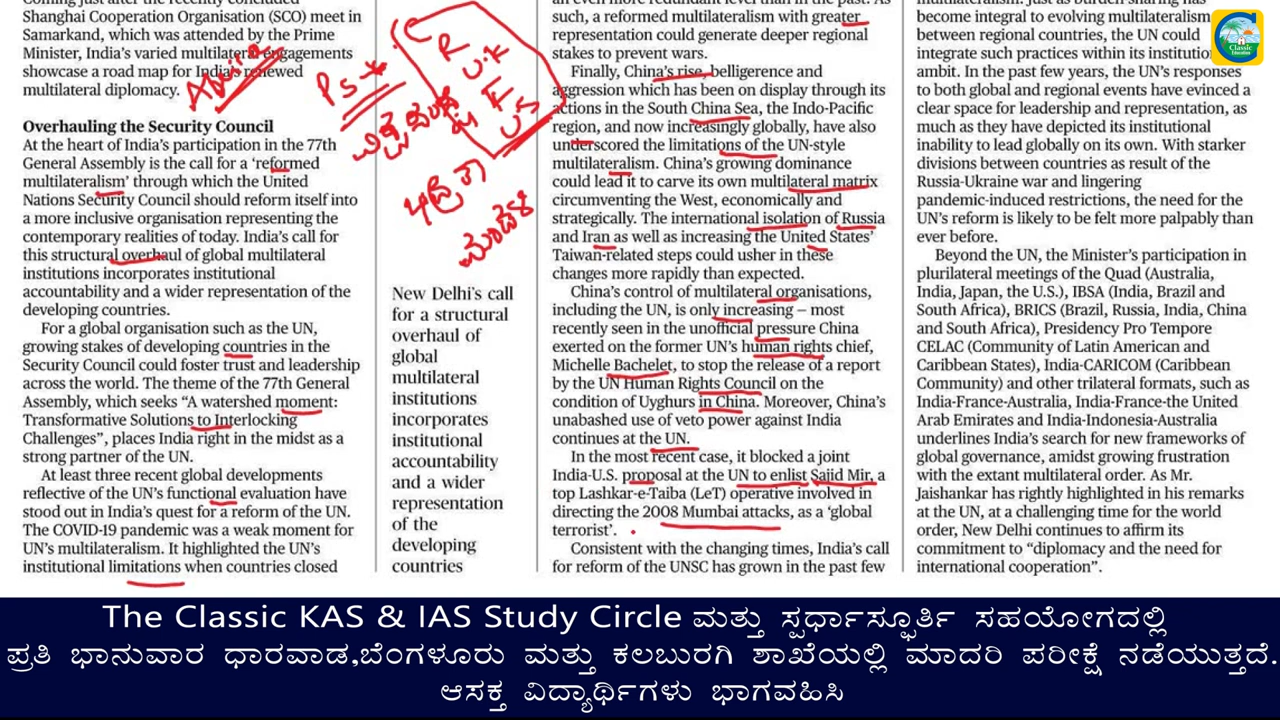 Coming just after the recently concluded
Shanghai Cooperation Organisation (SCO) meet in
Samarkand, which was attended by the Prime
Minister, India's varied multilateral engagements
showcase a road map for India's renewed
multilateral diplomacy.
Overhauling the Security Council
At the heart of India's participation in the 77th
General Assembly is the call for a 'reformed
multilateralism' through which the United
Nations Security Council should reform itself into
a more inclusive organisation representing the
contemporary realities of today. India's call for
this structural overhaul of global multilateral
institutions incorporates institutional
accountability and a wider representation of the
developing countries.
For a global organisation such as the UN,
growing stakes of developing countries in the
Security Council could foster trust and leadership
across the world. The theme of the 77th General
Assembly, which seeks "A watershed moment:
Transformative Solutions to Interlocking
Challenges", places India right in the midst as a
strong partner of the UN.
At least three recent global developments
reflective of the UN's functional evaluation have
stood out in India's quest for a reform of the UN.
The COVID-19 pandemic was a weak moment for
UN's multilateralism. It highlighted the UN's
institutional limitations when countries closed
P5
C
R
U.K
F
US
New Delhi's call
for a structural
overhaul of
global
multilateral
institutions
incorporates
institutional
accountability
and a wider
representation
of the
developing
countries
an even more redundant level than in the past. As
such, a reformed multilateralism with greater
representation could generate deeper regional
stakes to prevent wars.
Finally, China's rise, belligerence and
aggression which has been on display through its
actions in the South China Sea, the Indo-Pacific
region, and now increasingly globally, have also
underscored the limitations of the UN-style
multilateralism. China's growing dominance
could lead it to carve its own multilateral matrix
circumventing the West, economically and
strategically. The international isolation of Russia
and Iran as well as increasing the United States'
Taiwan-related steps could usher in these
changes more rapidly than expected.
China's control of multilateral organisations,
including the UN, is only increasing – most
recently seen in the unofficial pressure China
exerted on the former UN's human rights chief,
Michelle Bachelet, to stop the release of a report
by the UN Human Rights Council on the
condition of Uyghurs in China. Moreover, China's
unabashed use of veto power against India
continues at the UN.
In the most recent case, it blocked a joint
India-U.S. proposal at the UN to enlist Sajid Mir, a
top Lashkar-e-Taiba (LeT) operative involved in
directing the 2008 Mumbai attacks, as a 'global
terrorist'.
Consistent with the changing times, India's call
for reform of the UNSC has grown in the past few
multilateralism. Just as burden sharing has
become integral to evolving multilateralism
between regional countries, the UN could
integrate such practices within its institutio
ambit. In the past few years, the UN's responses
to both global and regional events have evinced a
clear space for leadership and representation, as
much as they have depicted its institutional
inability to lead globally on its own. With starker
divisions between countries as result of the
Russia-Ukraine war and lingering
pandemic-induced restrictions, the need for the
UN's reform is likely to be felt more palpably than
ever before.
Beyond the UN, the Minister's participation in
plurilateral meetings of the Quad (Australia,
India, Japan, the U.S.), IBSA (India, Brazil and
South Africa), BRICS (Brazil, Russia, India, China
and South Africa), Presidency Pro Tempore
CELAC (Community of Latin American and
Caribbean States), India-CARICOM (Caribbean
Community) and other trilateral formats, such as
India-France-Australia, India-France-the United
Arab Emirates and India-Indonesia-Australia
underlines India's search for new frameworks of
global governance, amidst growing frustration
with the extant multilateral order. As Mr.
Jaishankar has rightly highlighted in his remarks
at the UN, at a challenging time for the world
order, New Delhi continues to affirm its
commitment to "diplomacy and the need for
international cooperation".
Classic
Education
The Classic KAS & IAS Study Circle ಮತ್ತು ಸ್ಪರ್ಧಾಸ್ಫೂರ್ತಿ ಸಹಯೋಗದಲ್ಲಿ
ಪ್ರತಿ ಭಾನುವಾರ ಧಾರವಾಡ,ಬೆಂಗಳೂರು ಮತ್ತು ಕಲಬುರಗಿ ಶಾಖೆಯಲ್ಲಿ ಮಾದರಿ ಪರೀಕ್ಷೆ ನಡೆಯುತ್ತದೆ.
ಆಸಕ್ತ ವಿದ್ಯಾರ್ಥಿಗಳು ಭಾಗವಹಿಸಿ